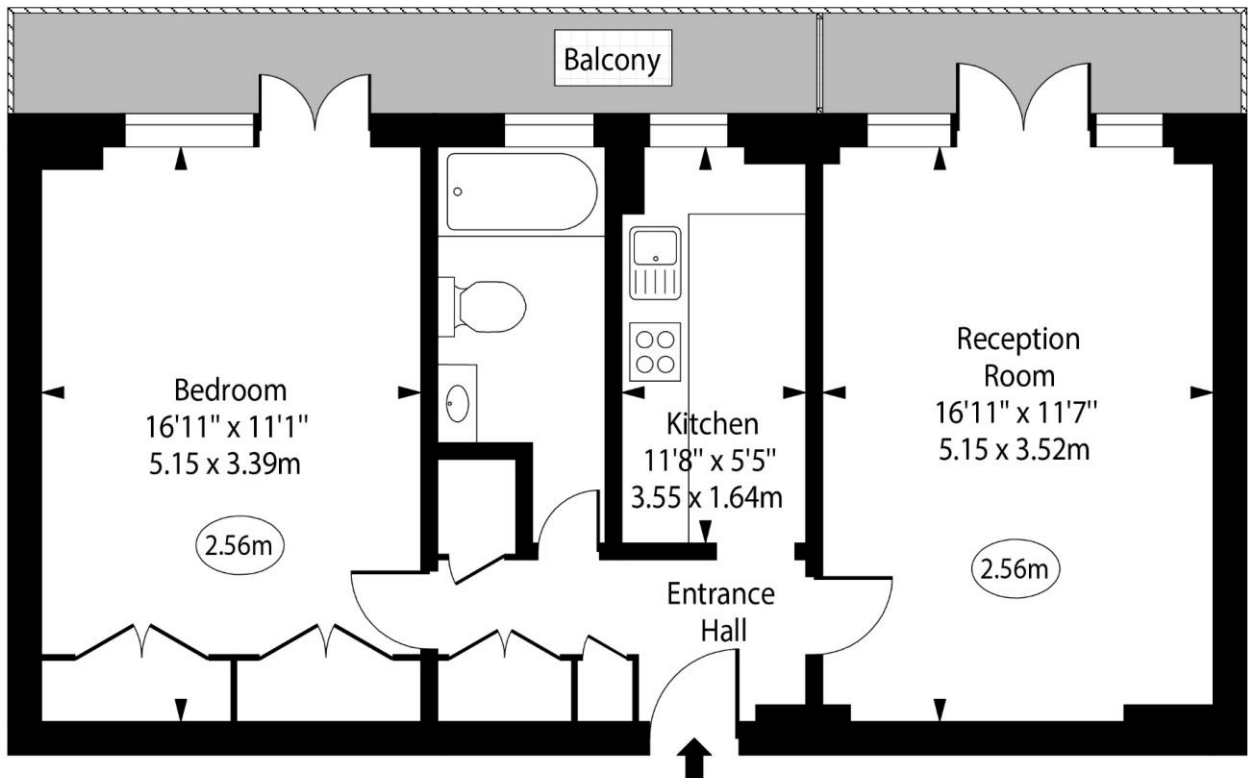 Balcony
Bedroom
16'11" x 11'1"
5.15 x 3.39m
2.56m
Kitchen
11'8" x 5'5"
3.55 x 1.64m
Reception
Room
16'11" x 11'7"
5.15 x 3.52m
2.56m
Entrance
Hall